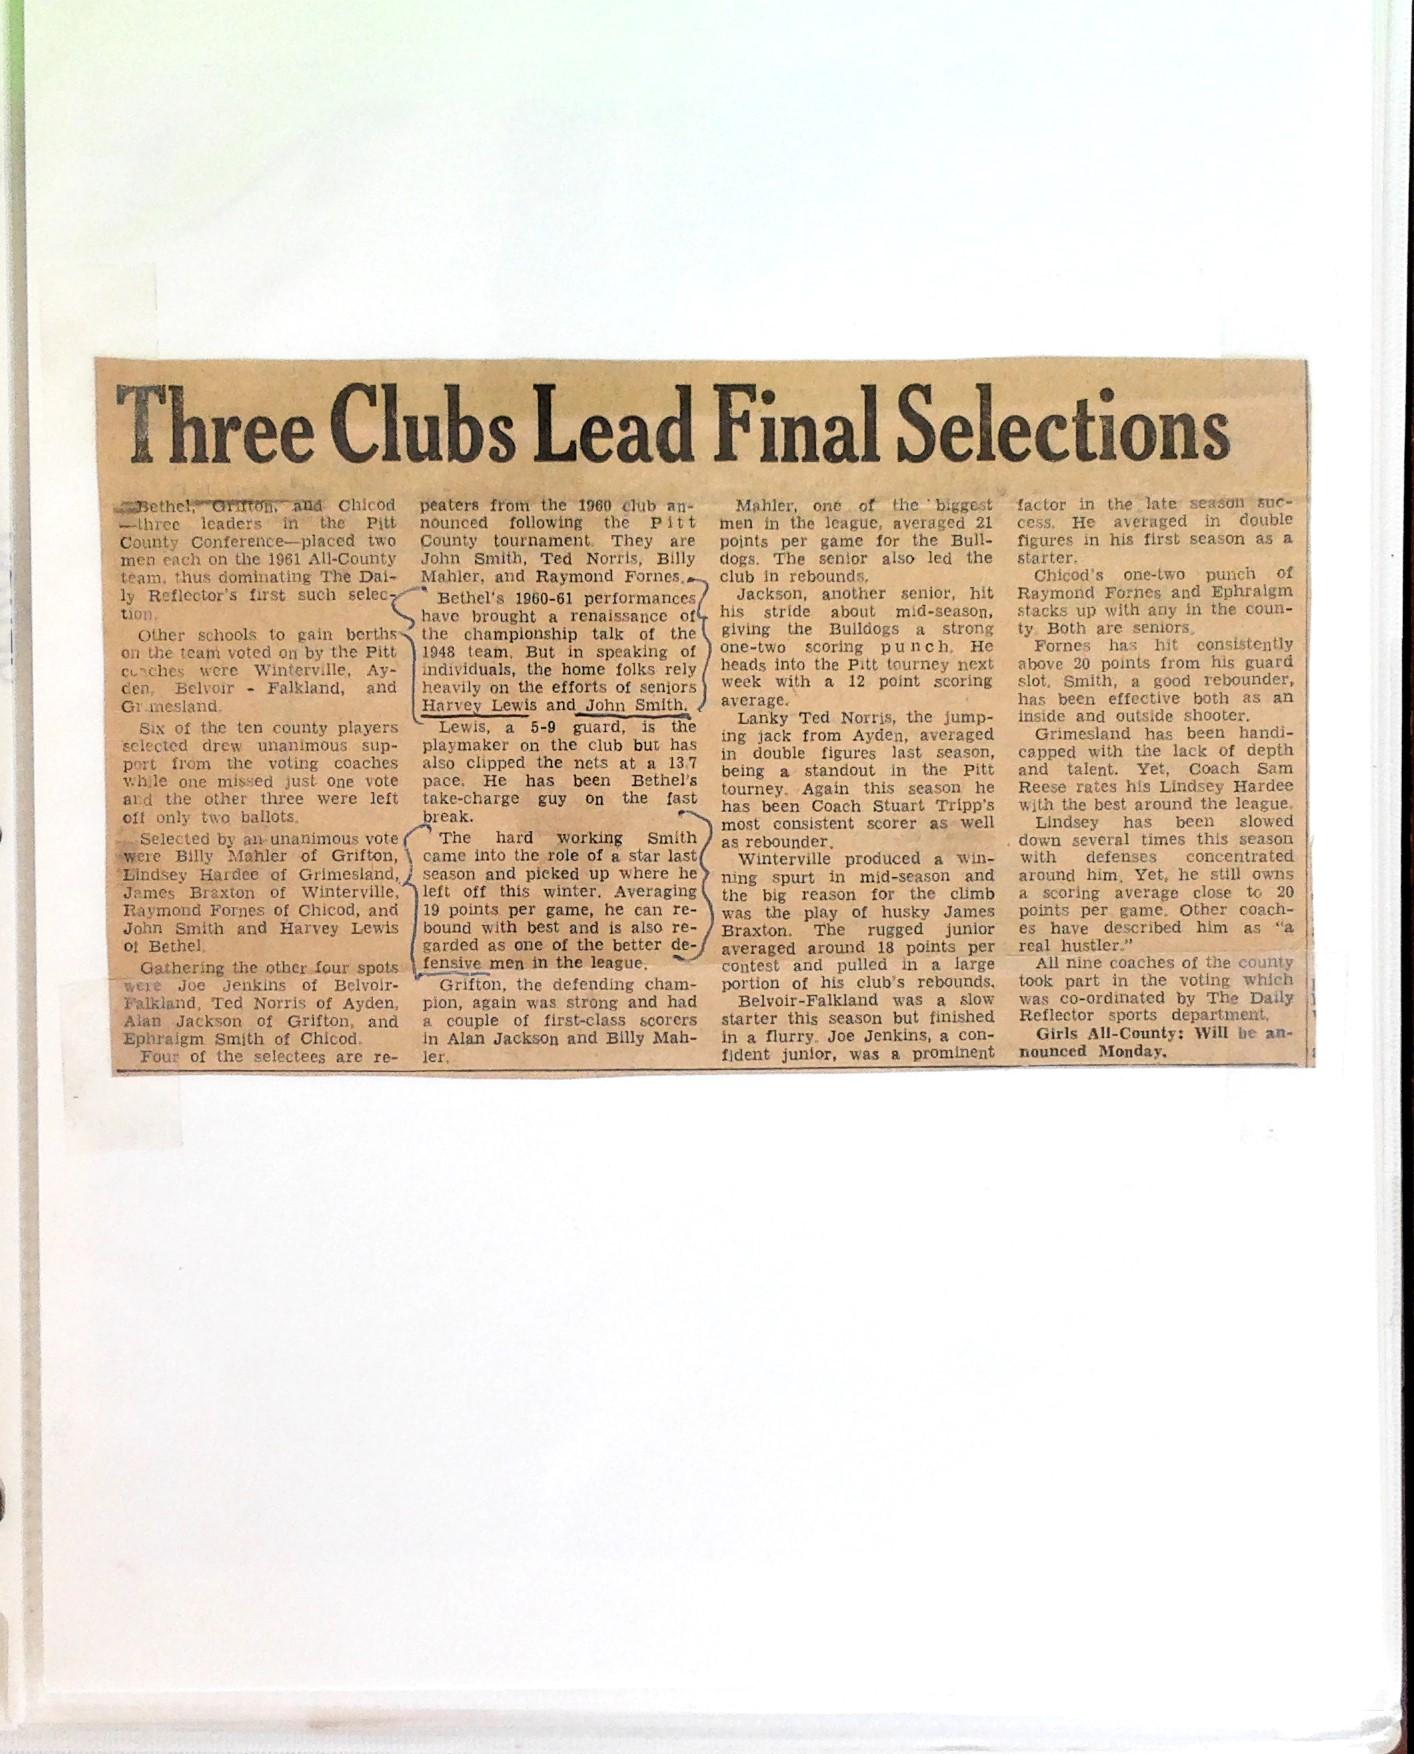 Three Clubs Lead Final Selections
Bethel, Grifton, and Chicod
—three leaders in the Pitt
County Conference—placed two
men each on the 1961 All-County
team, thus dominating The Dai-
ly Reflector's first such selec-
tion.
Other schools to gain berths
on the team voted on by the Pitt
coaches were Winterville, Ay-
den, Belvoir - Falkland, and
Grimesland.
Six of the ten county players
selected drew unanimous sup-
port from the voting coaches
while one missed just one vote
and the other three were left
off only two ballots.
Selected by an unanimous vote
were Billy Mahler of Grifton,
Lindsey Hardee of Grimesland,
James Braxton of Winterville,
Raymond Fornes of Chicod, and
John Smith and Harvey Lewis
of Bethel.
Gathering the other four spots
were Joe Jenkins of Belvoir-
Falkland, Ted Norris of Ayden,
Alan Jackson of Grifton, and
Ephraigm Smith of Chicod.
Four of the selectees are re-
peaters from the 1960 club an-
nounced following the Pitt
County tournament. They are
John Smith, Ted Norris, Billy
Mahler, and Raymond Fornes.
Bethel's 1960-61 performances
have brought a renaissance of
the championship talk of the
1948 team. But in speaking of
individuals, the home folks rely
heavily on the efforts of seniors
Harvey Lewis and John Smith.
Lewis, a 5-9 guard, is the
playmaker on the club but has
also clipped the nets at a 13.7
pace. He has been Bethel's
take-charge guy on the fast
break.
The hard working Smith
came into the role of a star last
season and picked up where he
left off this winter. Averaging
19 points per game, he can re-
bound with best and is also re-
garded as one of the better de-
fensive men in the league.
Grifton, the defending cham-
pion, again was strong and had
a couple of first-class scorers
in Alan Jackson and Billy Mah-
ler.
Mahler, one of the biggest
men in the league, averaged 21
points per game for the Bull-
dogs. The senior also led the
club in rebounds.
Jackson, another senior, hit
his stride about mid-season,
giving the Bulldogs a strong
one-two scoring punch. He
heads into the Pitt tourney next
week with a 12 point scoring
average.
Lanky Ted Norris, the jump-
ing jack from Ayden, averaged
in double figures last season,
being a standout in the Pitt
tourney. Again this season he
has been Coach Stuart Tripp's
most consistent scorer as well
as rebounder.
Winterville produced a win-
ning spurt in mid-season and
the big reason for the climb
was the play of husky James
Braxton. The rugged junior
averaged around 18 points per
contest and pulled in a large
portion of his club's rebounds.
Belvoir-Falkland was a slow
starter this season but finished
in a flurry. Joe Jenkins, a con-
fident junior, was a prominent
factor in the late season suc-
cess. He averaged in double
figures in his first season as a
starter.
Chicod's one-two punch of
Raymond Fornes and Ephraigm
stacks up with any in the coun-
ty. Both are seniors.
Fornes has hit consistently
above 20 points from his guard
slot. Smith, a good rebounder,
has been effective both as an
inside and outside shooter.
Grimesland has been handi-
capped with the lack of depth
and talent. Yet, Coach Sam
Reese rates his Lindsey Hardee
with the best around the league.
Lindsey has been slowed
down several times this season
with defenses concentrated
around him. Yet, he still owns
a scoring average close to 20
points per game. Other coach-
es have described him as "a
real hustler."
All nine coaches of the county
took part in the voting which
was co-ordinated by The Daily
Reflector sports department.
Girls All-County: Will be an-
nounced Monday.